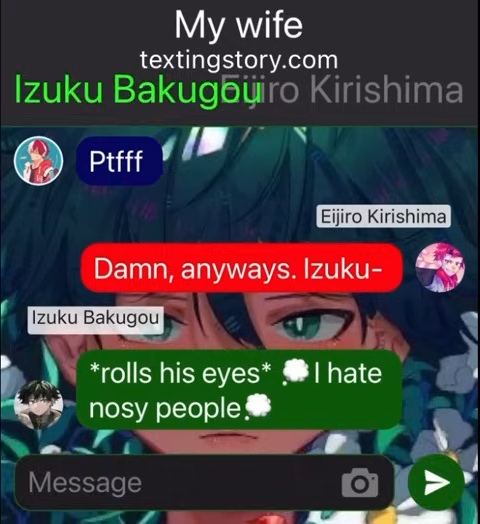 My wife
textingstory.com
Izuku Bakugou Eijiro Kirishima
Ptfff
Eijiro Kirishima
Damn, anyways. Izuku-
Izuku Bakugou
*rolls his eyes* 💭I hate
nosy people💭
Message